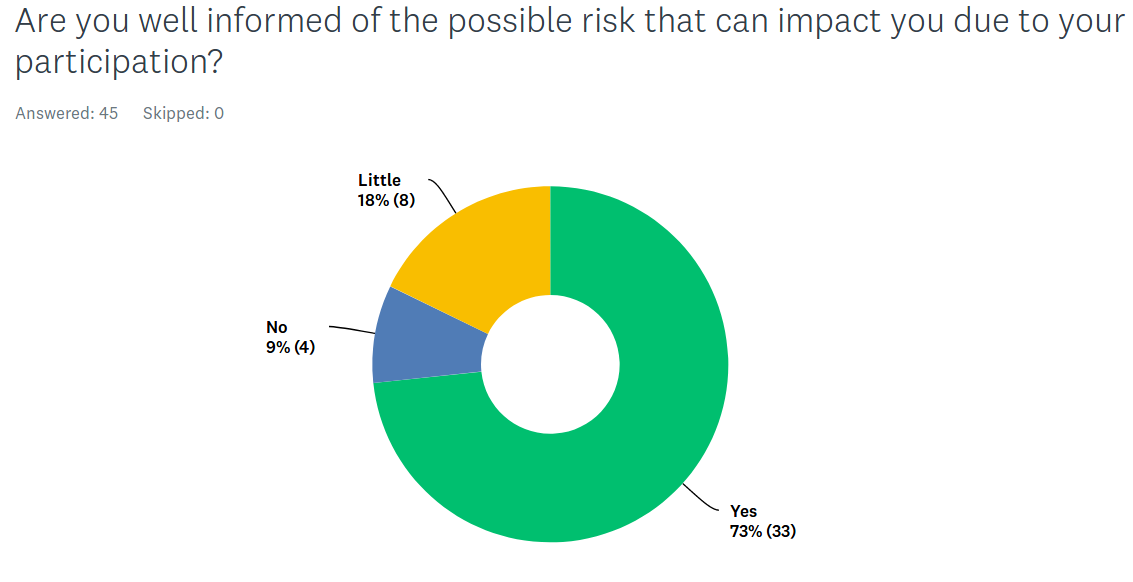 Are you well informed of the possible risk that can impact you due to your
participation?
Answered: 45 Skipped: 0
Little
18% (8)
No
9% (4)
Yes
73% (33)